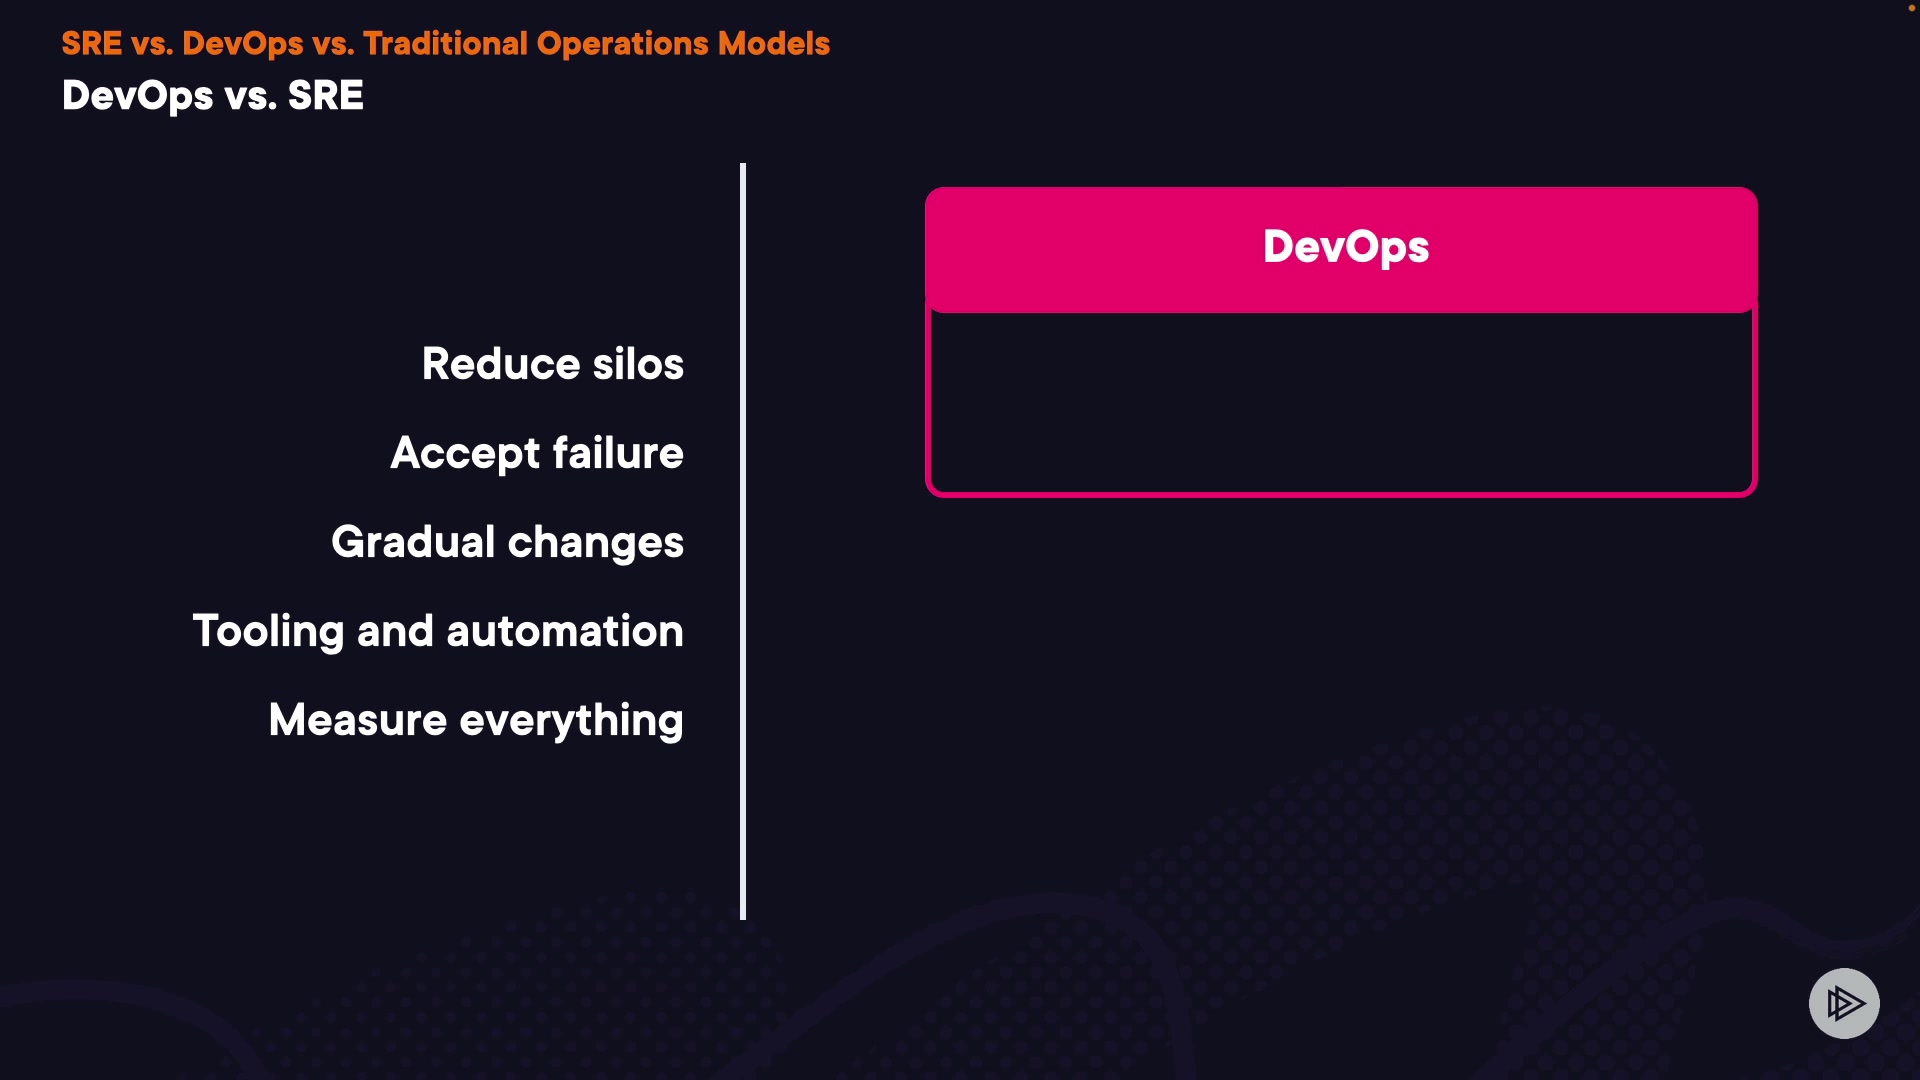 SRE vs. DevOps vs. Traditional Operations Models
DevOps vs. SRE
Reduce silos
Accept failure
Gradual changes
Tooling and automation
Measure everything
DevOps